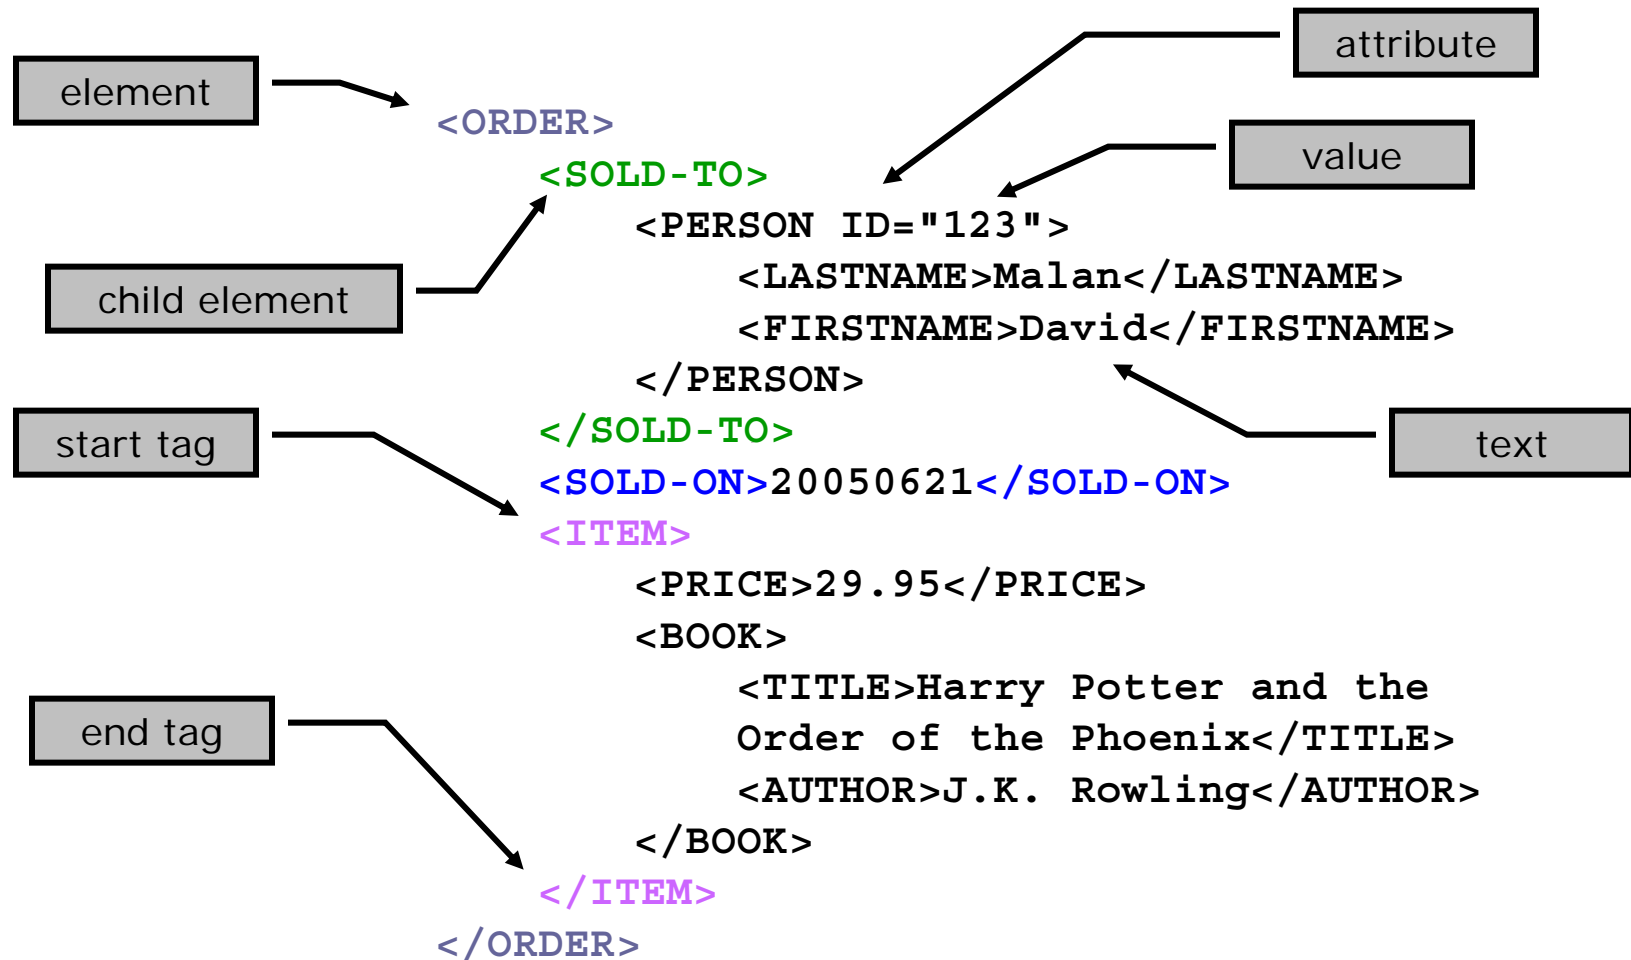 attribute
element
<ORDER>
value
<SOLD-TO>
<PERSON ID="123">
child element
<LASTNAME>Malan</LASTNAME>
<FIRSTNAME>David</FIRSTNAME>
</PERSON>
start tag
</SOLD-TO>
text
<SOLD-ON>20050621</SOLD-ON>
<ITEM>
<PRICE>29.95</PRICE>
<BOOK>
<TITLE>Harry Potter and the
end tag
Order of the Phoenix</TITLE>
<AUTHOR>J.K. Rowling</AUTHOR>
</BOOK>
</ITEM>
</ORDER>